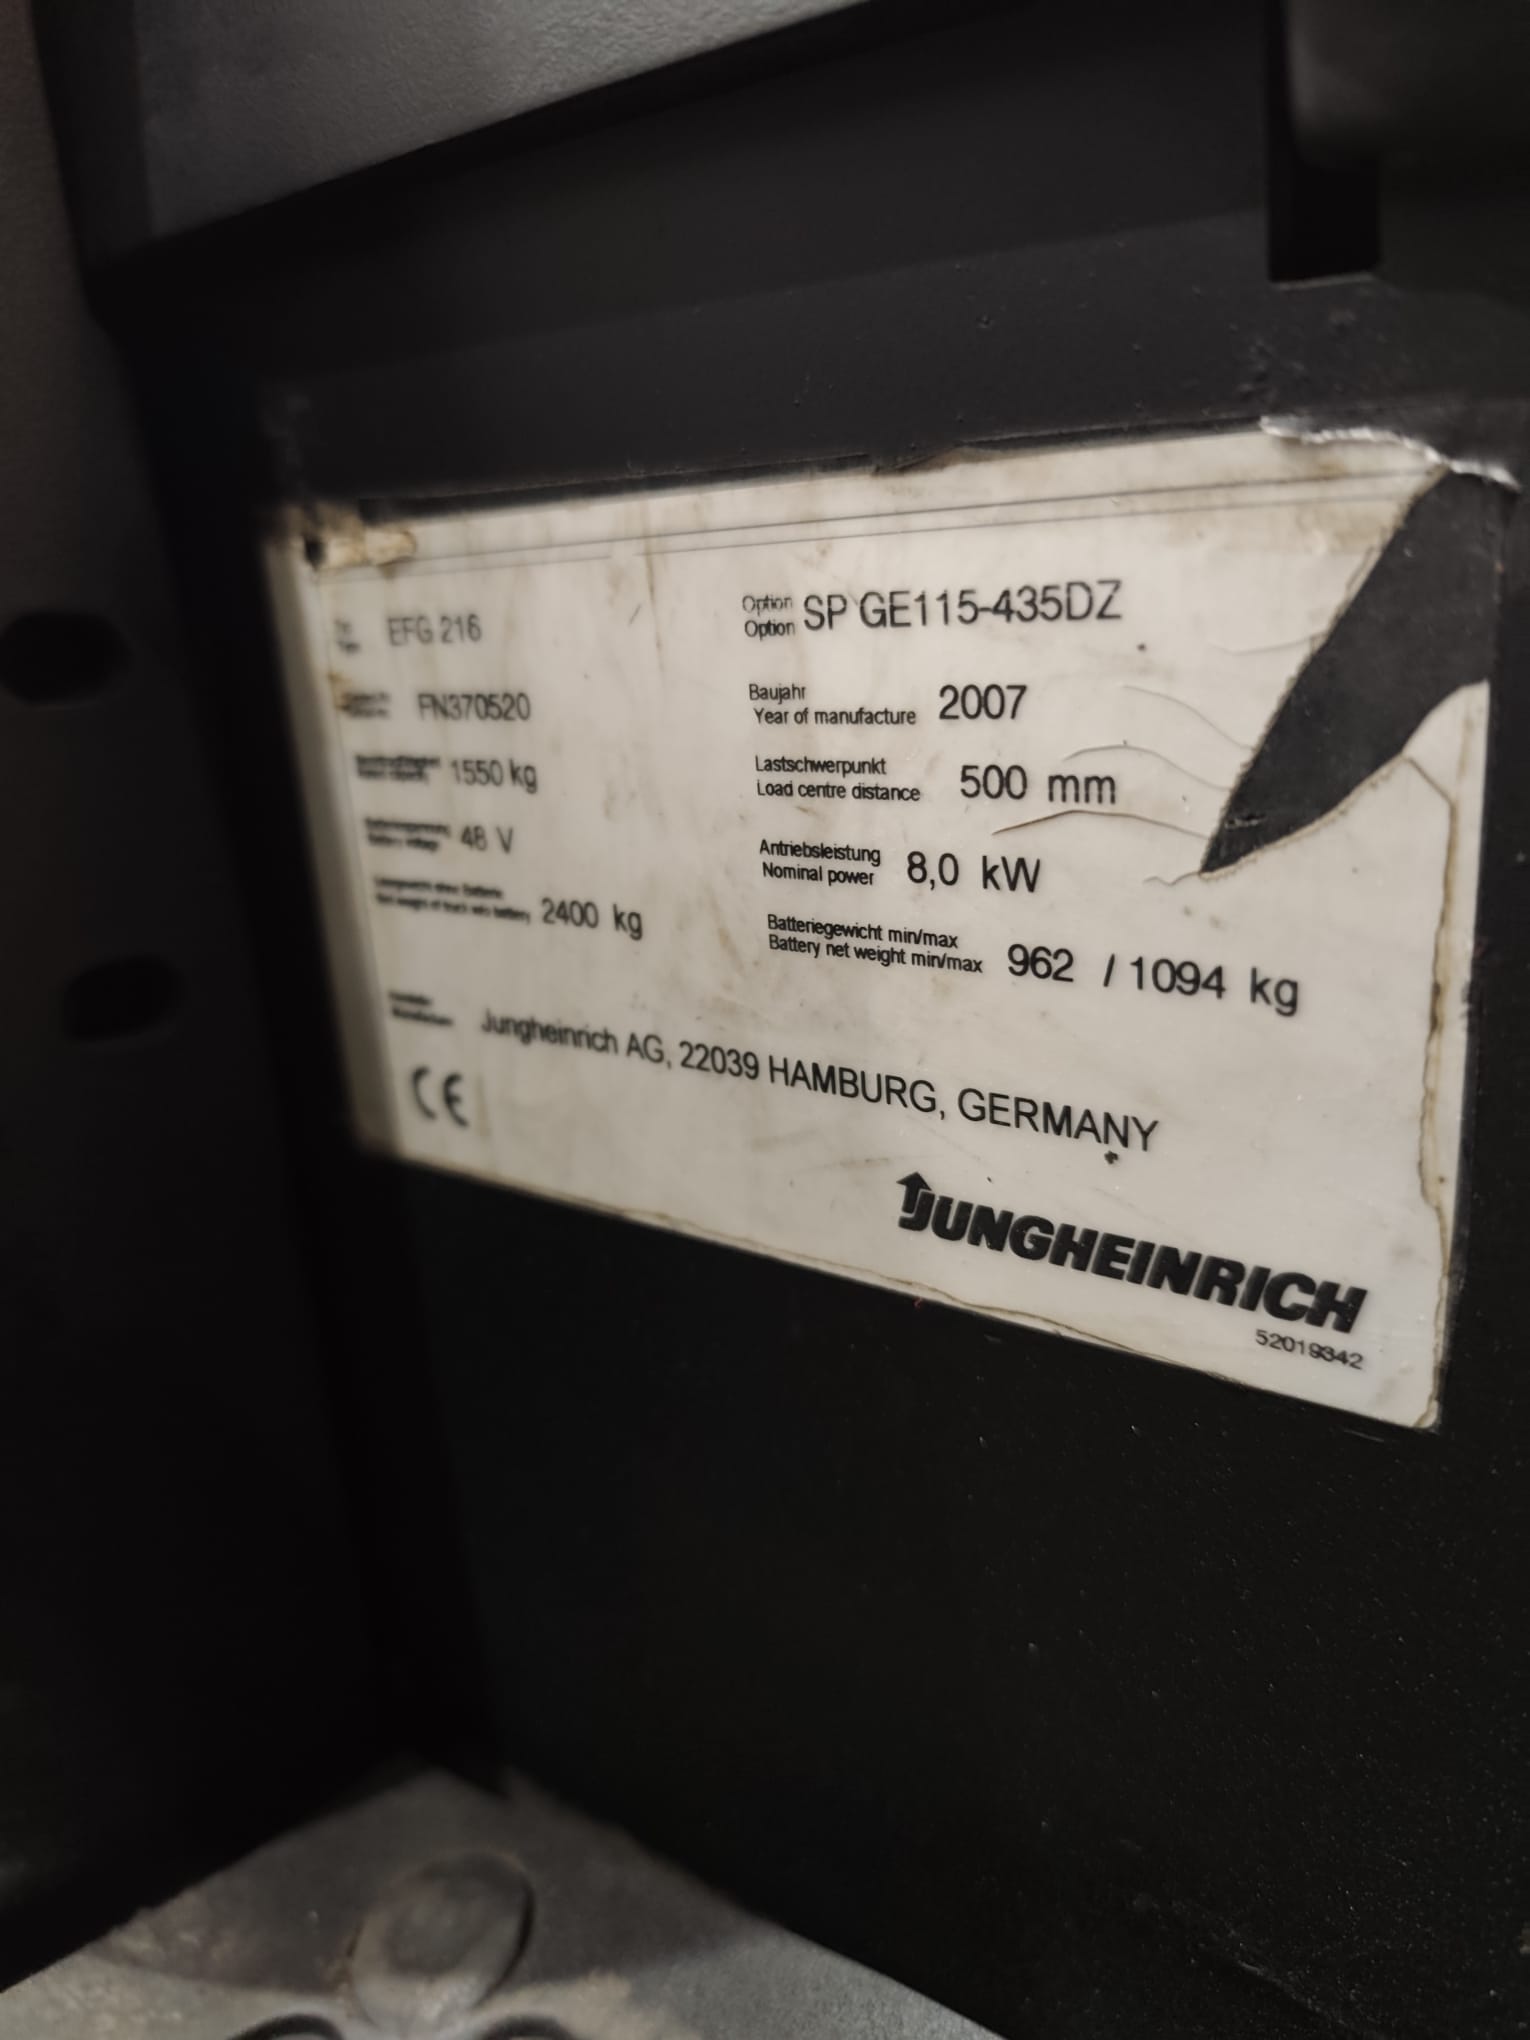 EFG 216
Option
Option SP GE115-435DZ
FN370520
Baujahr
Year of manufacture 2007
1550 kg
Lastschwerpunkt
Load centre distance 500 mm
48 V
Antriebsleistung
Nominal power 8,0 kW
2400 kg
Batteriegewicht min/max
Battery net weight min/max 962 / 1094 kg
Jungheinrich AG, 22039 HAMBURG, GERMANY
CE
JUNGHEINRICH
52019342